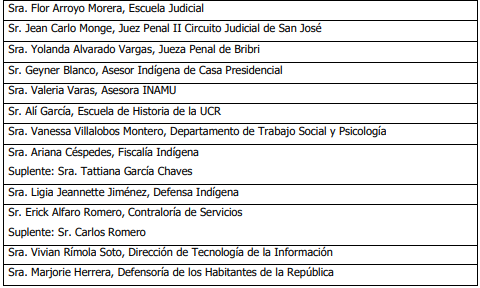 Sra. Flor Arroyo Morera, Escuela Judicial
Sr. Jean Carlo Monge, Juez Penal II Circuito Judicial de San José
Sra. Yolanda Alvarado Vargas, Jueza Penal de Bribri
Sr. Geyner Blanco, Asesor Indígena de Casa Presidencial
Sra. Valeria Varas, Asesora INAMU
Sr. Alí García, Escuela de Historia de la UCR
Sra. Vanessa Villalobos Montero, Departamento de Trabajo Social y Psicología
Sra. Ariana Céspedes, Fiscalía Indígena
Suplente: Sra. Tattiana García Chaves
Sra. Ligia Jeannette Jiménez, Defensa Indígena
Sr. Erick Alfaro Romero, Contraloría de Servicios
Suplente: Sr. Carlos Romero
Sra. Vivian Rímola Soto, Dirección de Tecnología de la Información
Sra. Marjorie Herrera, Defensoría de los Habitantes de la República